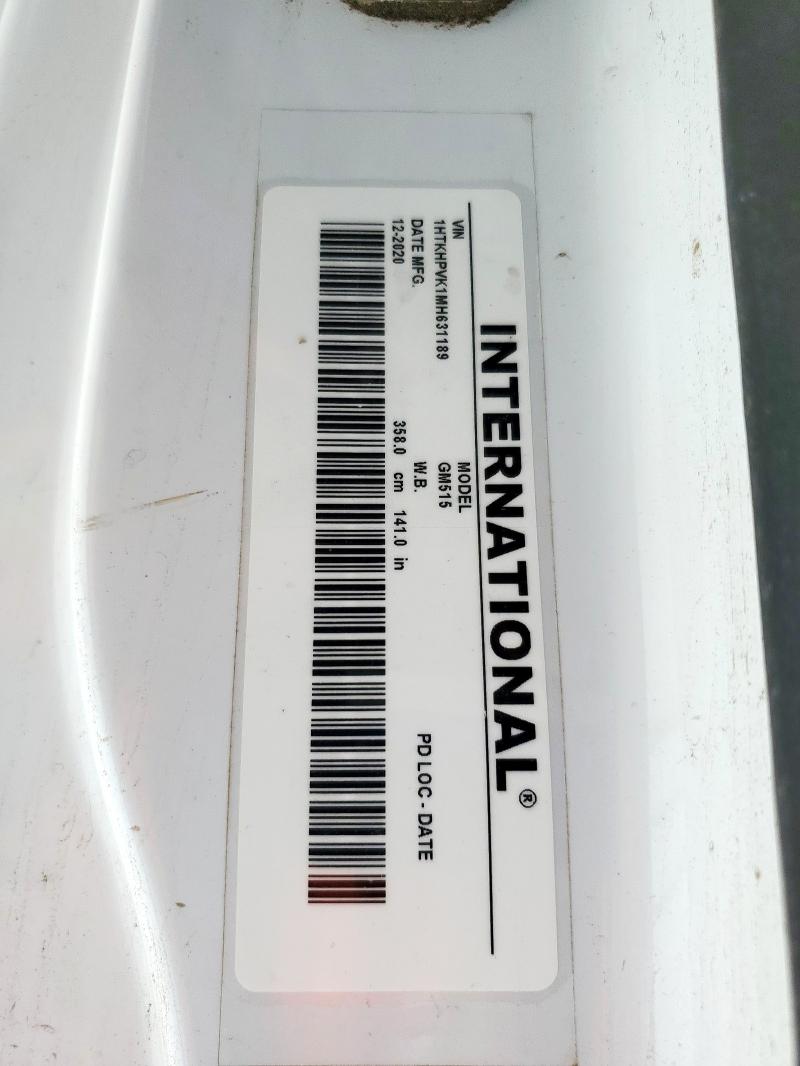 INTERNATIONAL®
VIN
1HTKHPVK1MH631189
MODEL
GM515
DATE MFG.
12-2020
W.B.
358.0 cm 141.0 in
PD LOC - DATE